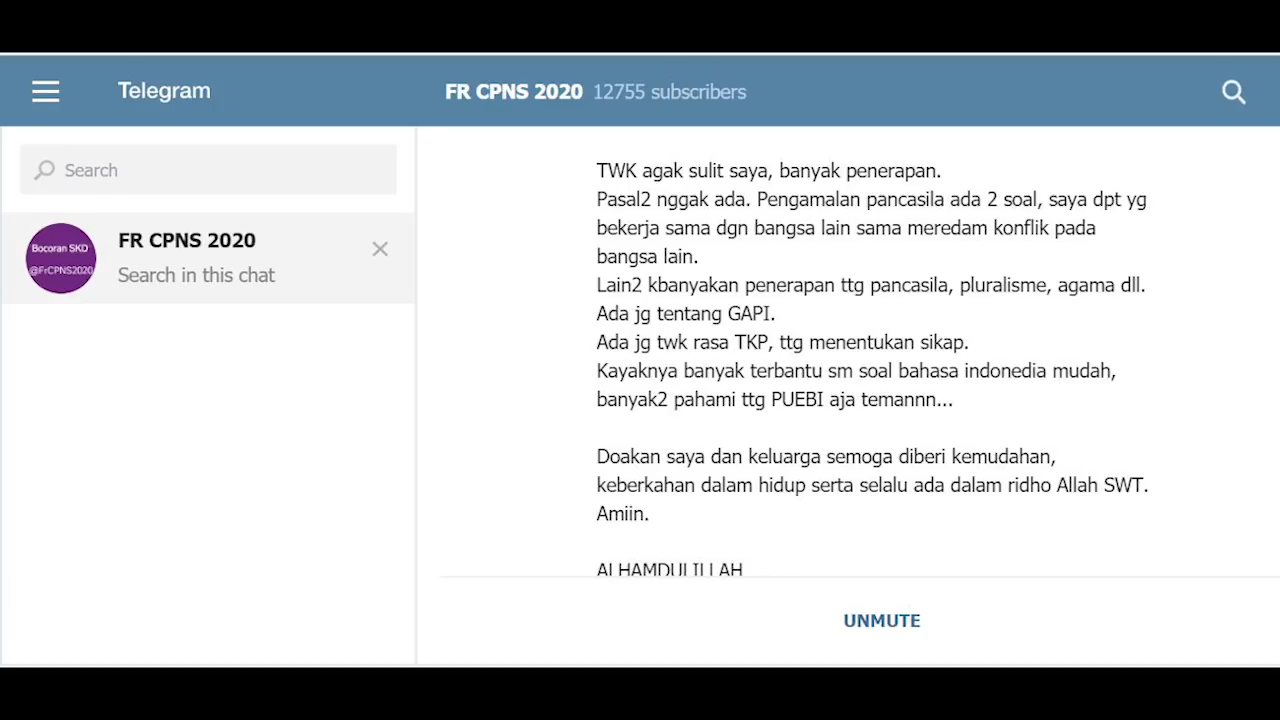 Telegram
FR CPNS 2020 12755 subscribers
Search
Bocoran SKD
@FrCPNS2020
FR CPNS 2020
Search in this chat
TWK agak sulit saya, banyak penerapan.
Pasal2 nggak ada. Pengamalan pancasila ada 2 soal, saya dpt yg
bekerja sama dgn bangsa lain sama meredam konflik pada
bangsa lain.
Lain2 kbanyakan penerapan ttg pancasila, pluralisme, agama dll.
Ada jg tentang GAPI.
Ada jg twk rasa TKP, ttg menentukan sikap.
Kayaknya banyak terbantu sm soal bahasa indonedia mudah,
banyak2 pahami ttg PUEBI aja temannn...
Doakan saya dan keluarga semoga diberi kemudahan,
keberkahan dalam hidup serta selalu ada dalam ridho Allah SWT.
Amiin.
ALHAMDULILLAH
UNMUTE